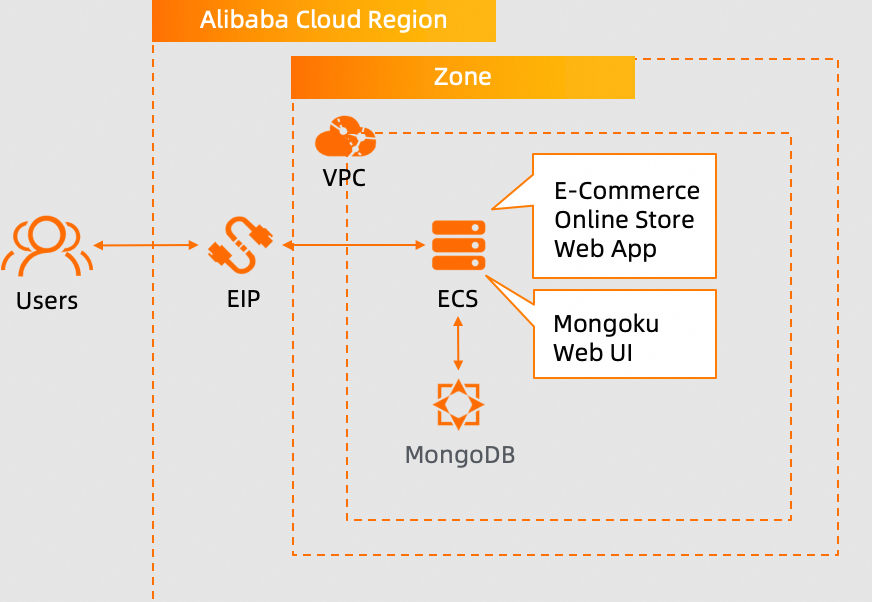 Alibaba Cloud Region
Zone
VPC
E-Commerce
Online Store
Web App
Users
EIP
ECS
Mongoku
Web UI
MongoDB